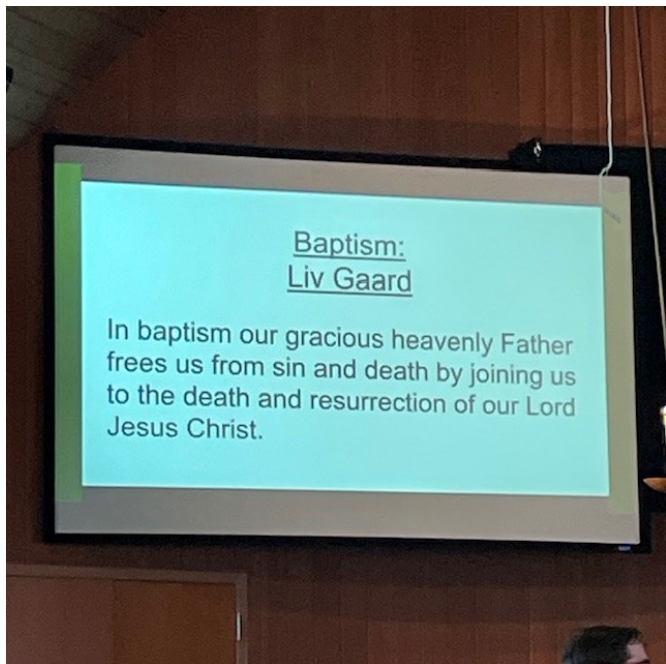 Baptism:
Liv Gaard
In baptism our gracious heavenly Father
frees us from sin and death by joining us
to the death and resurrection of our Lord
Jesus Christ.